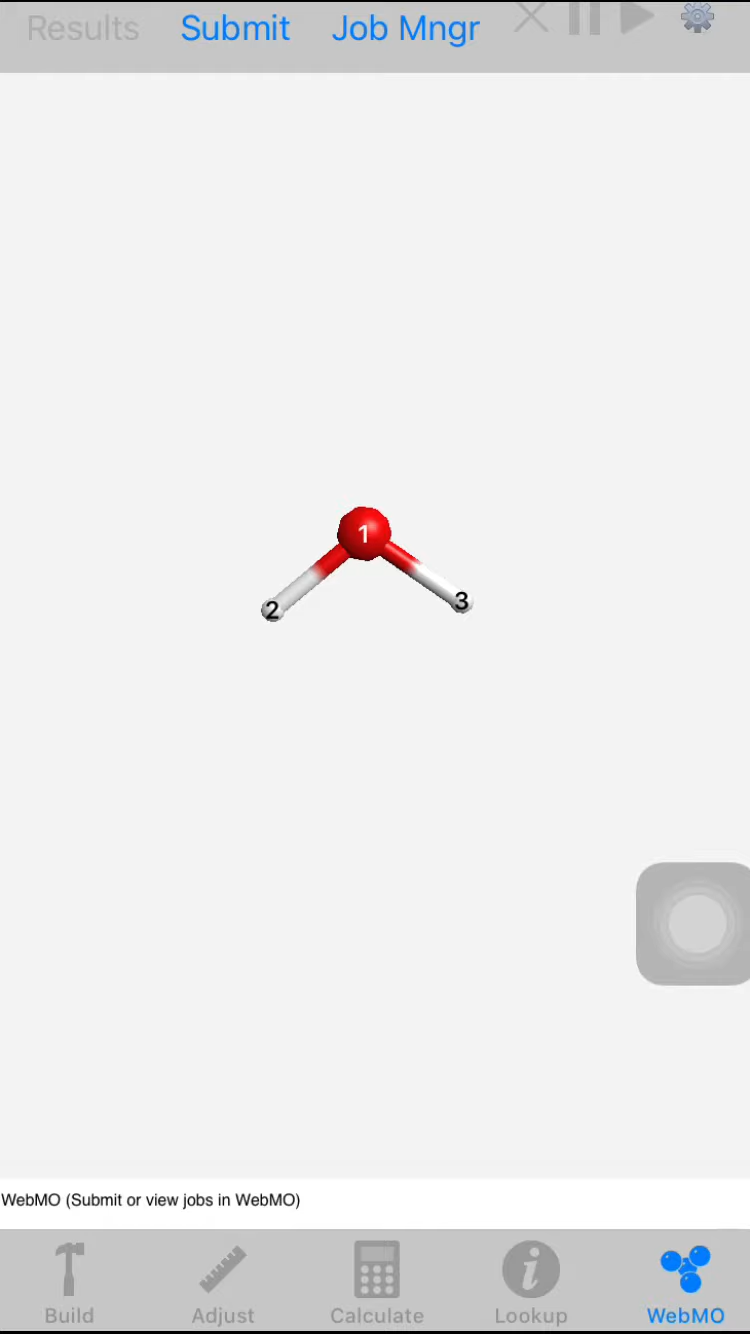 Results Submit Job Mngr
1
2
3
WebMO (Submit or view jobs in WebMO)
Build Adjust Calculate Lookup WebMO